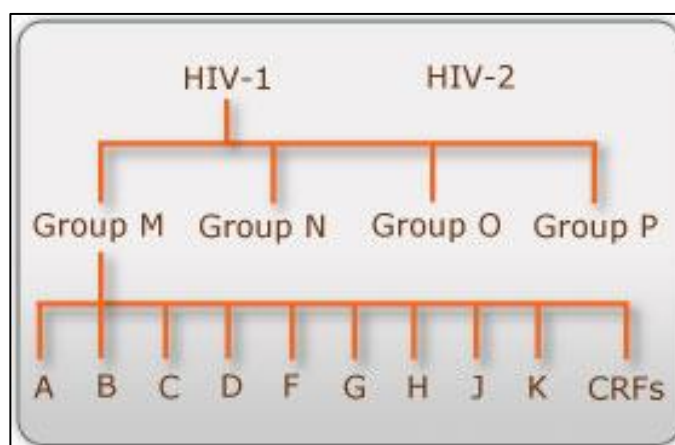 HIV-1 HIV-2
Group M Group N Group O Group P
A B C D F G H J K CRFs